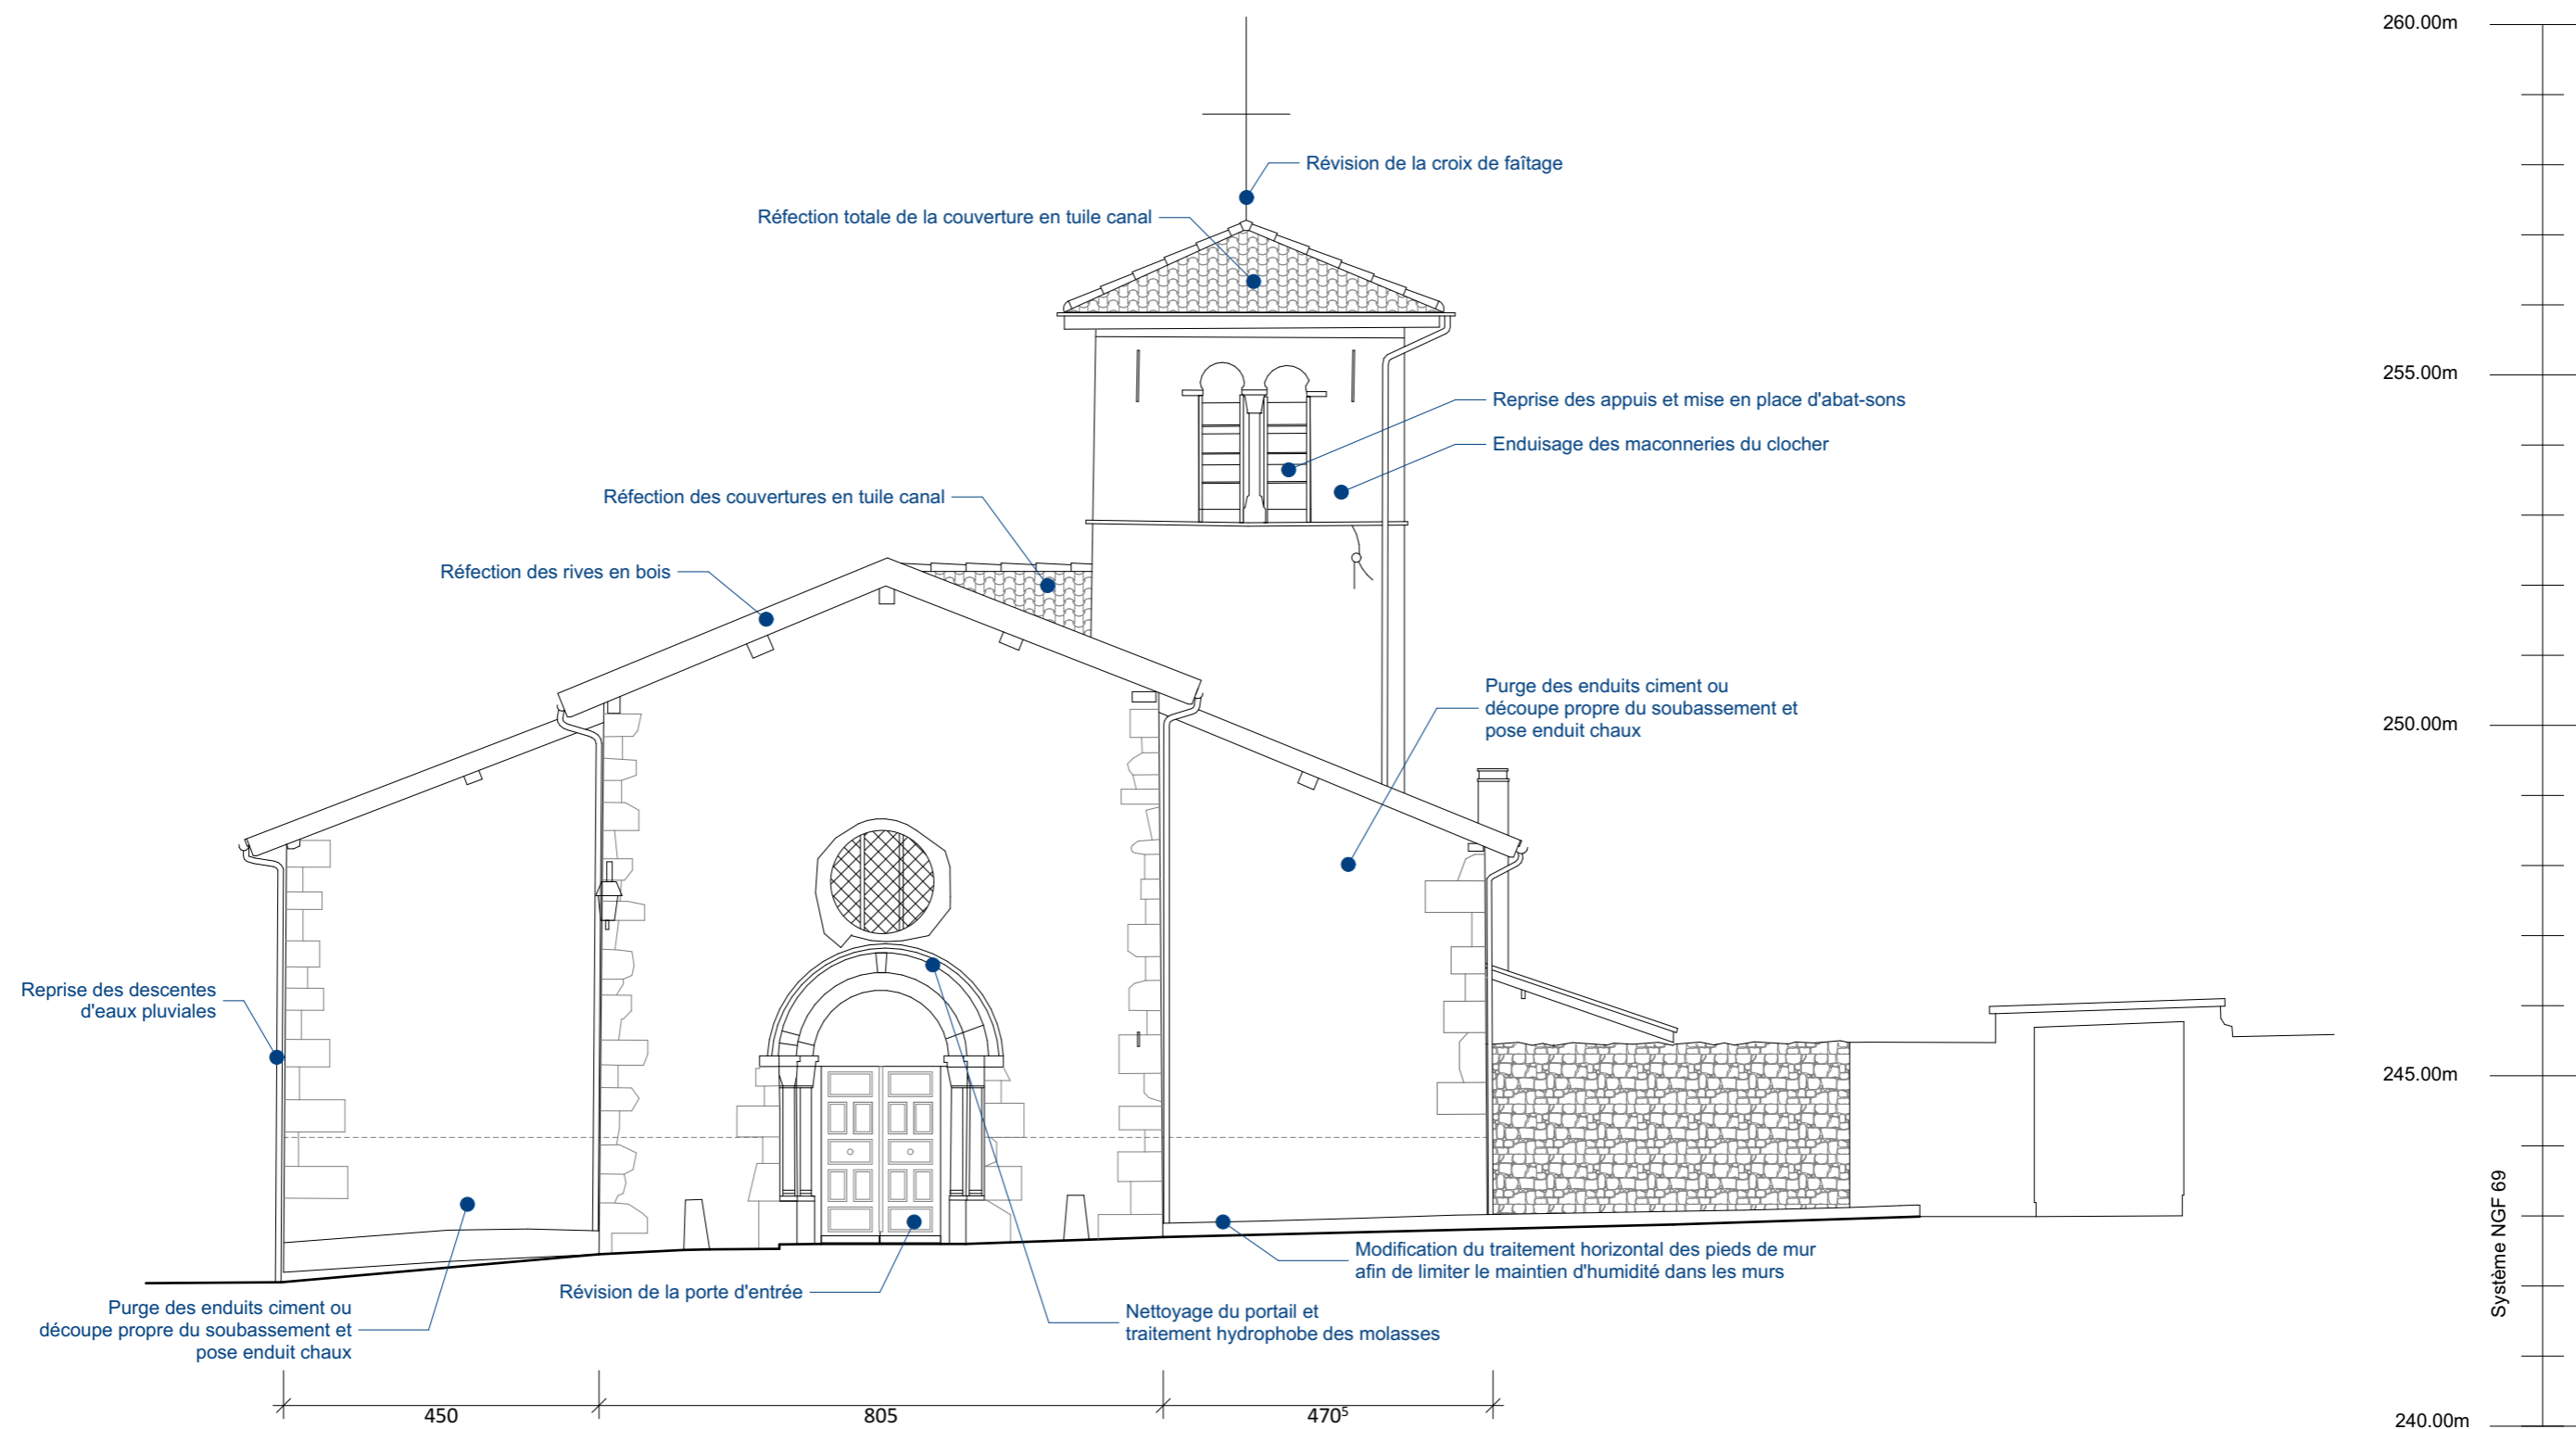 260.00m
Révision de la croix de faîtage
Réfection totale de la couverture en tuile canal
255.00m
Reprise des appuis et mise en place d'abat-sons
Enduisage des maconneries du clocher
Réfection des couvertures en tuile canal
Réfection des rives en bois
Purge des enduits ciment ou
découpe propre du soubassement et
pose enduit chaux
250.00m
Reprise des descentes
d'eaux pluviales
245.00m
Système NGF 69
Modification du traitement horizontal des pieds de mur
afin de limiter le maintien d'humidité dans les murs
Révision de la porte d'entrée
Purge des enduits ciment ou
découpe propre du soubassement et
pose enduit chaux
Nettoyage du portail et
traitement hydrophobe des molasses
450
805
470⁵
240.00m